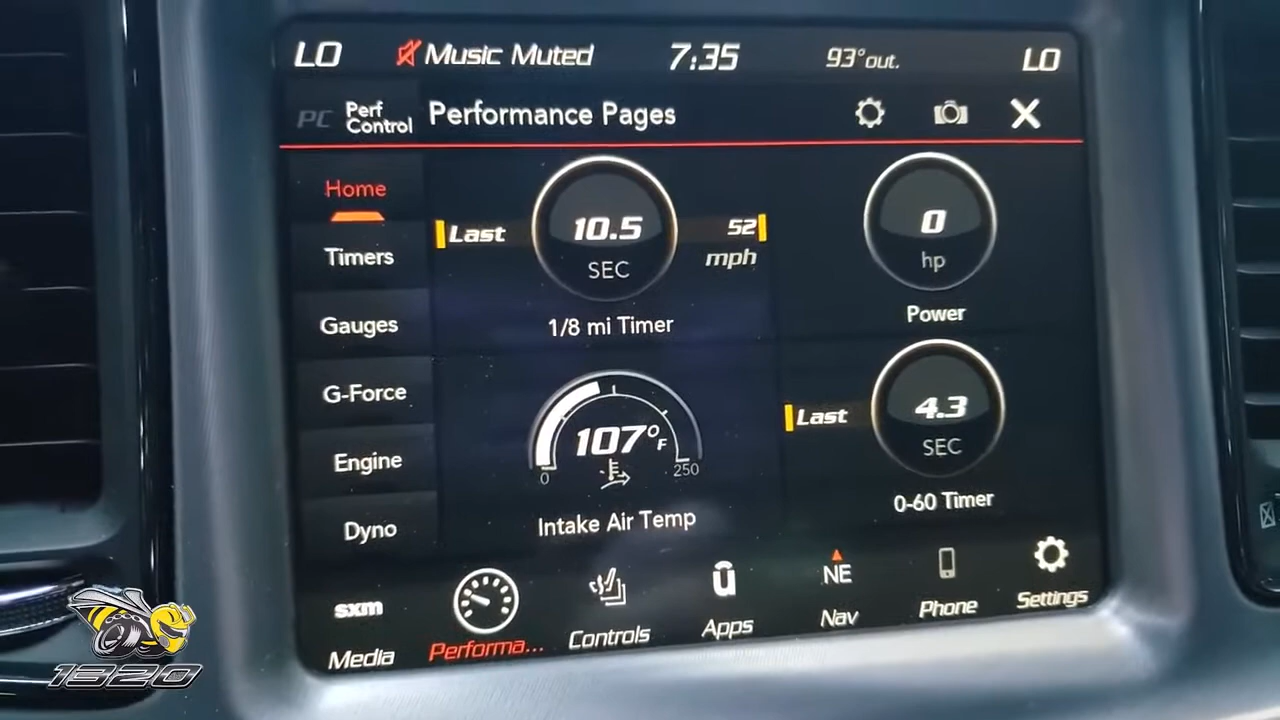 LO
Music Muted
7:35
93°out.
LO
PC
Perf
Control
Performance Pages
Home
Timers
Gauges
G-Force
Engine
Dyno
Last
10.5
SEC
52
mph
1/8 mi Timer
0
hp
Power
107°F
0
250
Intake Air Temp
Last
4.3
SEC
0-60 Timer
sxm
Media
Performa...
Controls
ū
Apps
NE
Nav
Phone
Settings
1320